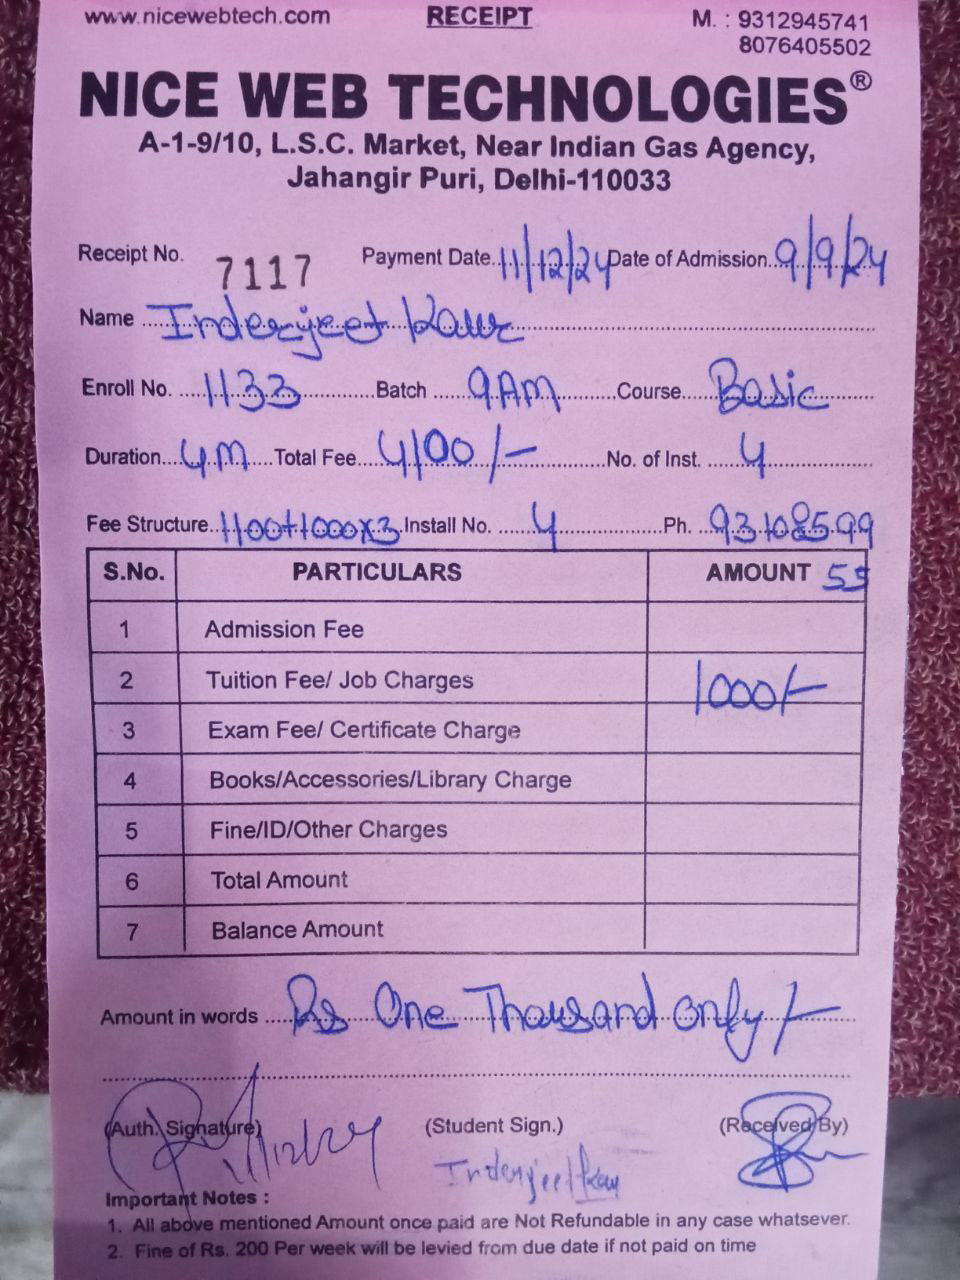 www.nicewebtech.com RECEIPT M. : 9312945741
8076405502
NICE WEB TECHNOLOGIES®
A-1-9/10, L.S.C. Market, Near Indian Gas Agency,
Jahangir Puri, Delhi-110033
Receipt No. 7117 Payment Date 11/12/24 Date of Admission 9/9/24
Name Inderjeet Kaur
Enroll No. 1133 Batch 9AM Course Basic
Duration 4M Total Fee 4100/- No. of Inst. 4
Fee Structure 1100+1000x3 Install No. 4 Ph. 93108599
S.No. PARTICULARS AMOUNT 55
1 Admission Fee
2 Tuition Fee/ Job Charges 1000/-
3 Exam Fee/ Certificate Charge
4 Books/Accessories/Library Charge
5 Fine/ID/Other Charges
6 Total Amount
7 Balance Amount
Amount in words Rs One Thousand only/-
(Auth. Signature) (Student Sign.) (Received By)
Inderjeet Kaur
Important Notes :
1. All above mentioned Amount once paid are Not Refundable in any case whatsever.
2. Fine of Rs. 200 Per week will be levied from due date if not paid on time